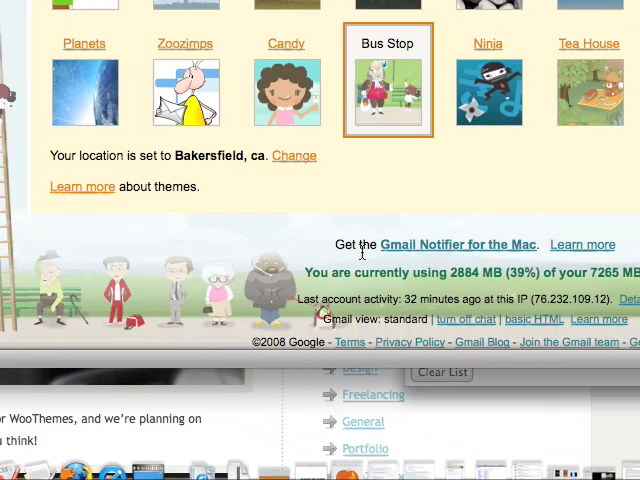 Planets Zoozimps Candy Bus Stop Ninja Tea House
Your location is set to Bakersfield, ca. Change
Learn more about themes.
Get the Gmail Notifier for the Mac. Learn more
You are currently using 2884 MB (39%) of your 7265 MB
Last account activity: 32 minutes ago at this IP (76.232.109.12). Deta
Gmail view: standard | turn off chat | basic HTML Learn more
©2008 Google - Terms - Privacy Policy - Gmail Blog - Join the Gmail team - Go
Design
Clear List
Freelancing
or WooThemes, and we're planning on
General
u think!
Portfolio